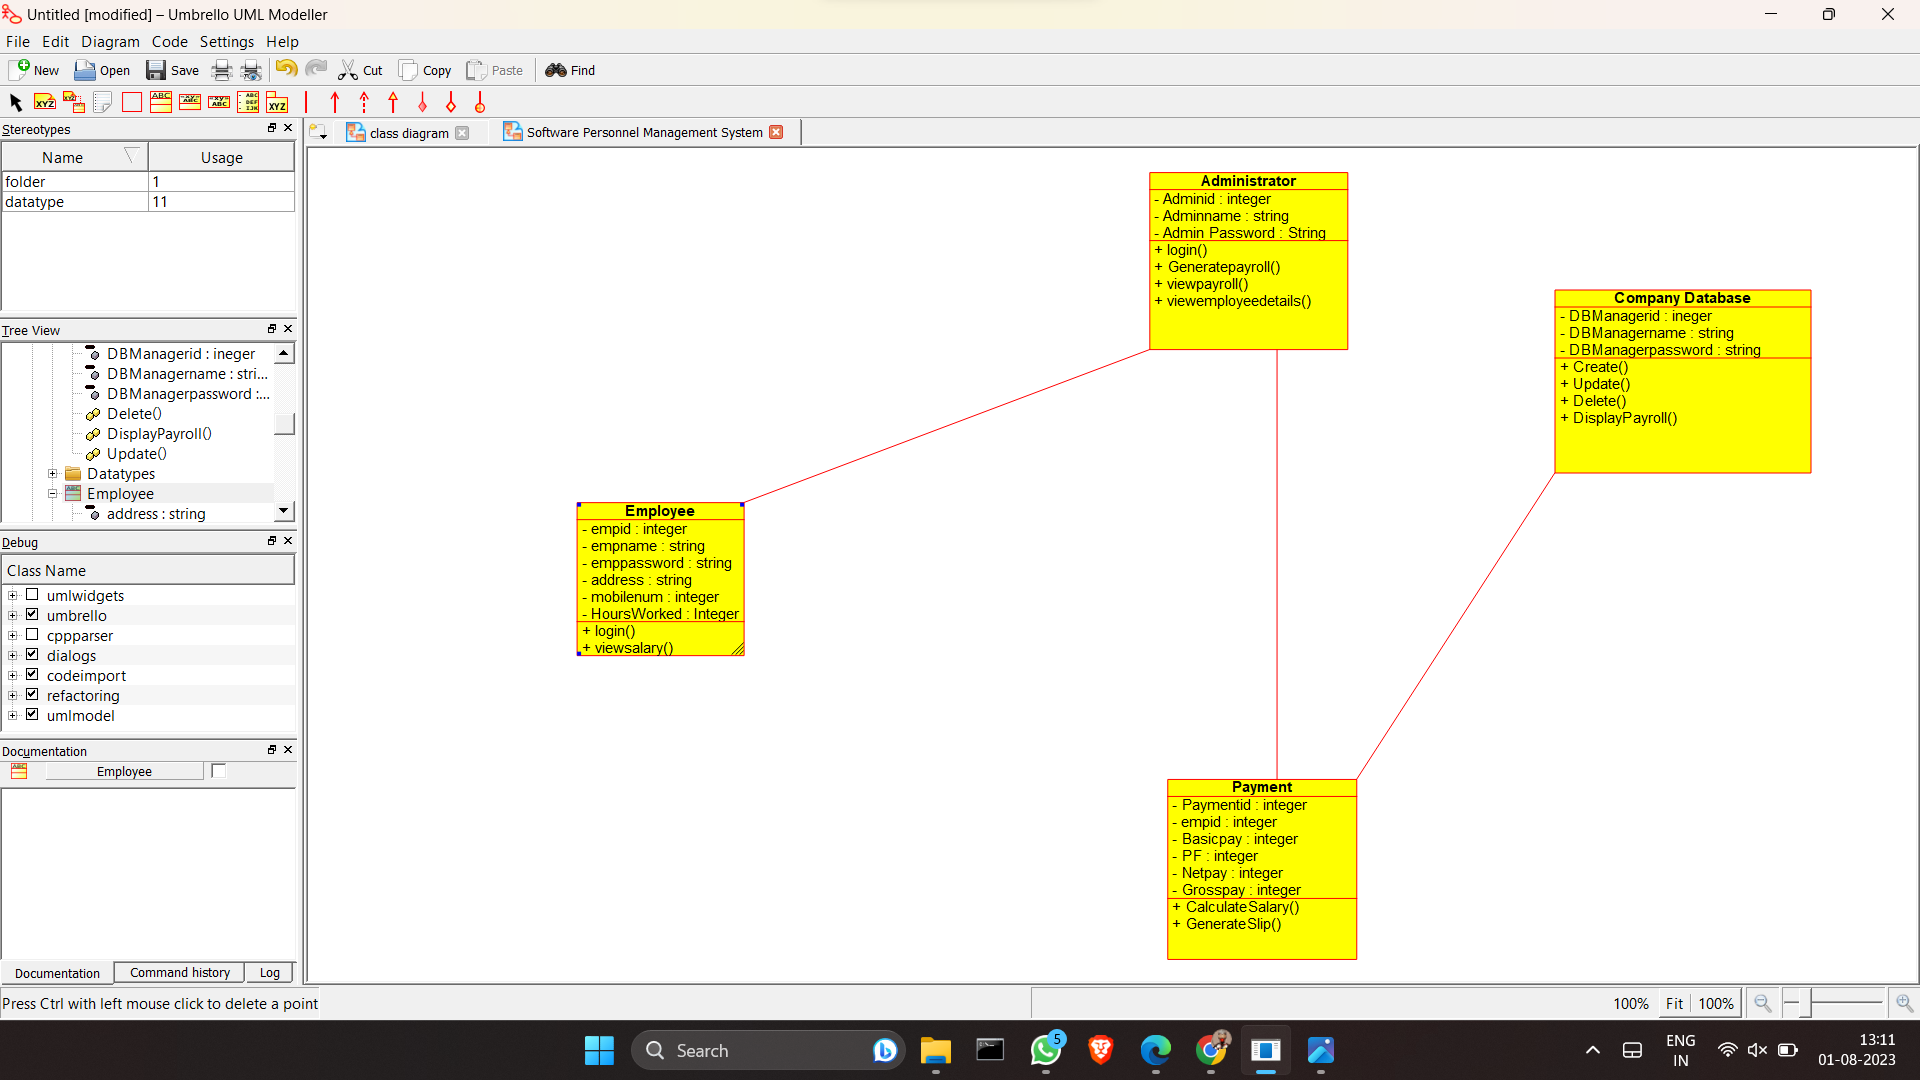 Untitled [modified] – Umbrello UML Modeller
File Edit Diagram Code Settings Help
New Open Save Cut Copy Paste Find
Stereotypes
Name Usage
folder 1
datatype 11
Tree View
DBManagerid : ineger
DBManagername : stri...
DBManagerpassword :...
Delete()
DisplayPayroll()
Update()
Datatypes
Employee
address : string
Debug
Class Name
umlwidgets
umbrello
cppparser
dialogs
codeimport
refactoring
umlmodel
Documentation
Employee
Documentation Command history Log
Press Ctrl with left mouse click to delete a point
class diagram
Software Personnel Management System
Administrator
- Adminid : integer
- Adminname : string
- Admin Password : String
+ login()
+ Generatepayroll()
+ viewpayroll()
+ viewemployeedetails()
Company Database
- DBManagerid : ineger
- DBManagername : string
- DBManagerpassword : string
+ Create()
+ Update()
+ Delete()
+ DisplayPayroll()
Employee
- empid : integer
- empname : string
- emppassword : string
- address : string
- mobilenum : integer
- HoursWorked : Integer
+ login()
+ viewsalary()
Payment
- Paymentid : integer
- empid : integer
- Basicpay : integer
- PF : integer
- Netpay : integer
- Grosspay : integer
+ CalculateSalary()
+ GenerateSlip()
100% Fit 100%
Search
5
ENG
IN
13:11
01-08-2023